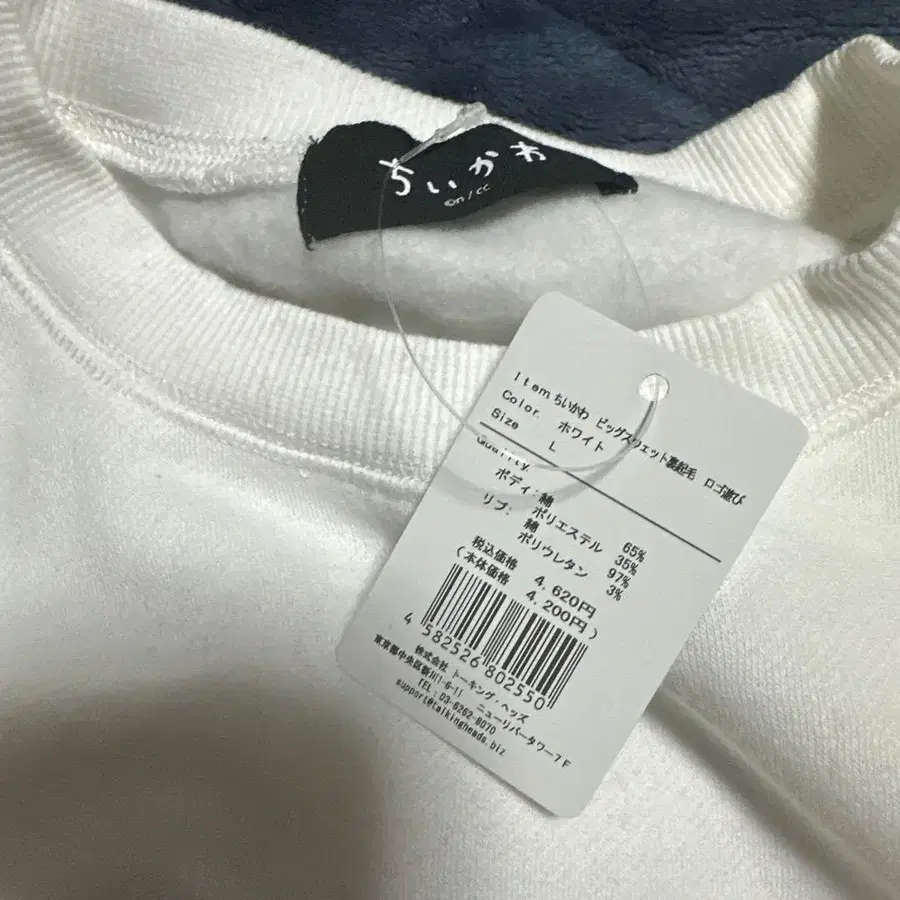 ちいかわ
©n/cc
Item ちいかわ ビッグスウェット裏起毛 ロゴ遊び
Color. ホワイト
Size L
Quality.
ボディ:綿 65%
ポリエステル 35%
リブ: 綿 97%
ポリウレタン 3%
税込価格 4,620円
(本体価格 4,200円)
4 582526 802550
株式会社 トーキング・ヘッズ
東京都中央区新川1-6-11 ニューリバータワー7F
TEL:03-6262-8070
support@talkingheads.biz